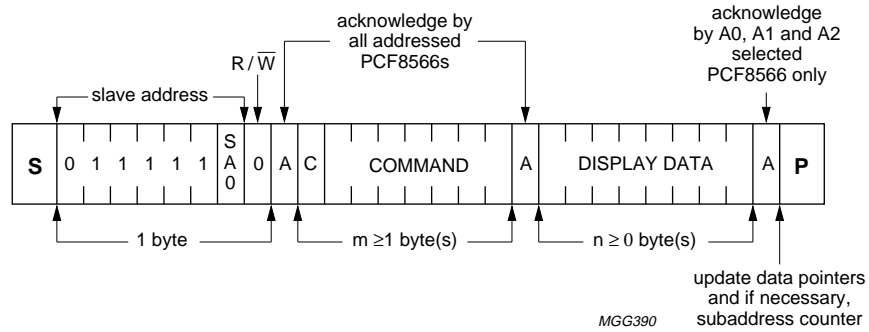 acknowledge by
all addressed
PCF8566s
acknowledge
by A0, A1 and A2
selected
PCF8566 only
R / W̅
slave address
S 0 1 1 1 1 1 SA0 0 A C COMMAND A DISPLAY DATA A P
1 byte
m ≥1 byte(s)
n ≥ 0 byte(s)
update data pointers
and if necessary,
subaddress counter
MGG390